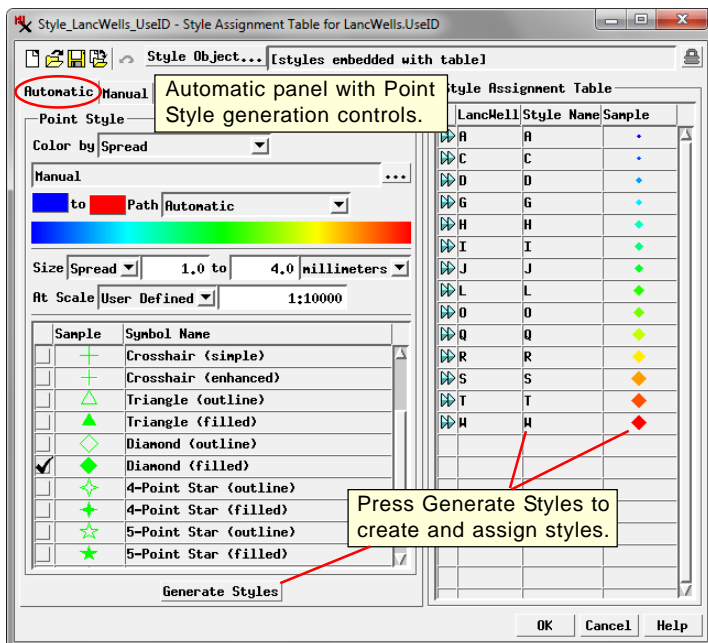 Style_LancWells_UseID - Style Assignment Table for LancWells.UseID
Style Object... [styles embedded with table]
Automatic Manual
Automatic panel with Point
Style generation controls.
Point Style
Color by Spread
Manual ...
to Path Automatic
Size Spread 1.0 to 4.0 millimeters
At Scale User Defined 1:10000
Sample Symbol Name
Crosshair (simple)
Crosshair (enhanced)
Triangle (outline)
Triangle (filled)
Diamond (outline)
Diamond (filled)
4-Point Star (outline)
4-Point Star (filled)
5-Point Star (outline)
5-Point Star (filled)
Generate Styles
Style Assignment Table
LancWell Style Name Sample
A A
C C
D D
G G
H H
I I
J J
L L
O O
Q Q
R R
S S
T T
W W
Press Generate Styles to
create and assign styles.
OK Cancel Help